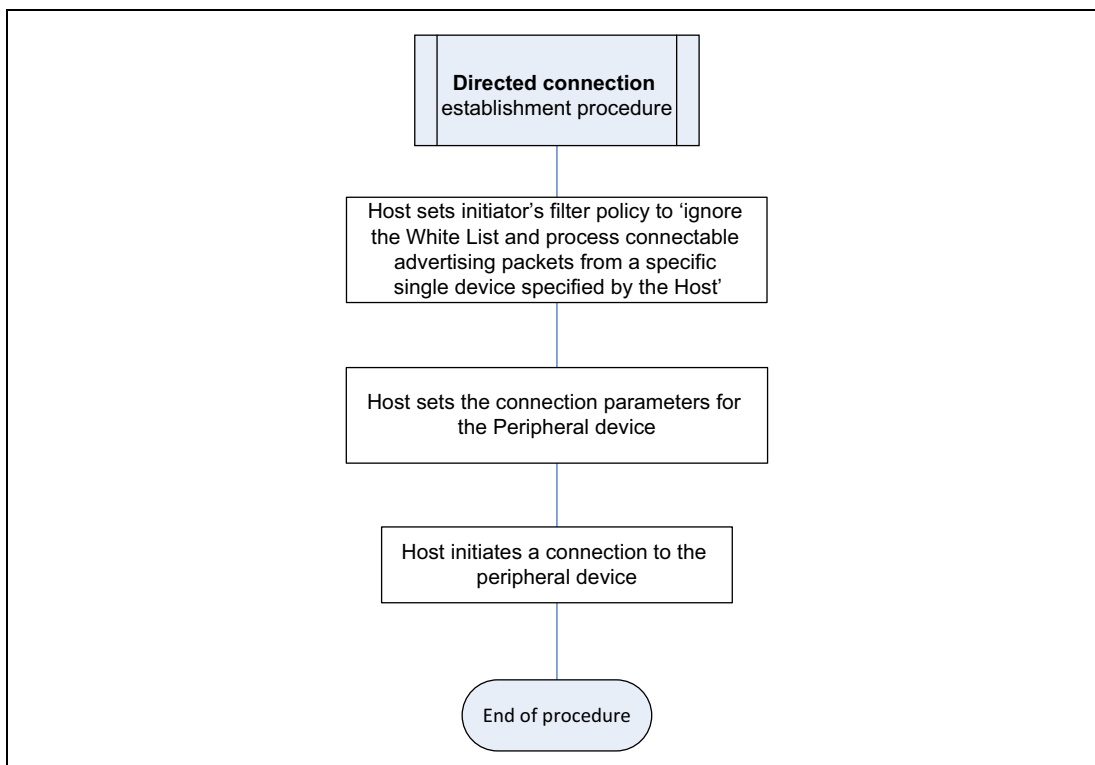 Directed connection
establishment procedure
Host sets initiator’s filter policy to ‘ignore
the White List and process connectable
advertising packets from a specific
single device specified by the Host’
Host sets the connection parameters for
the Peripheral device
Host initiates a connection to the
peripheral device
End of procedure